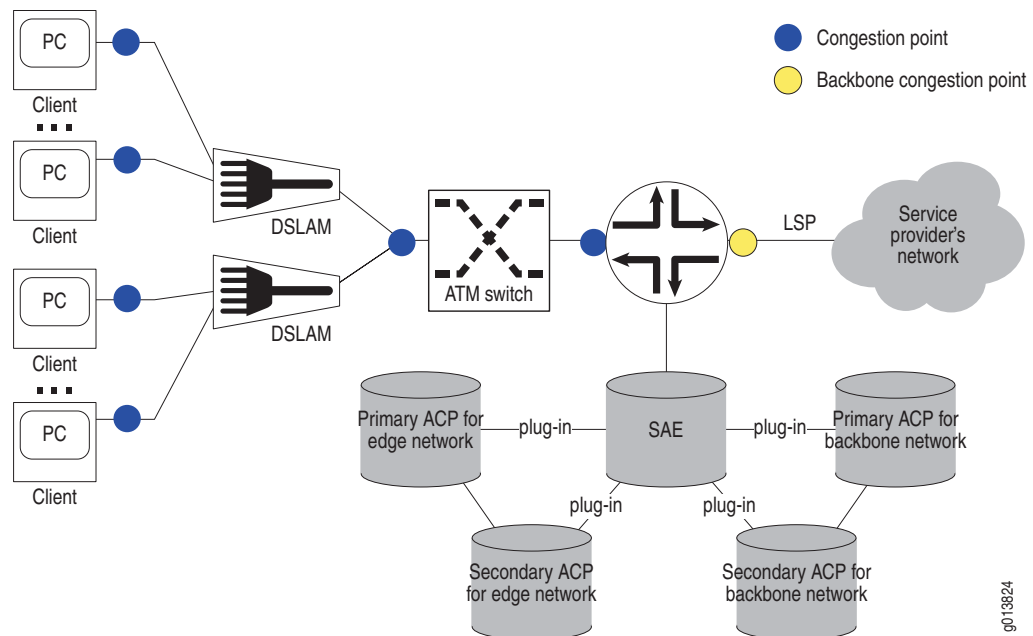 PC
Client
PC
Client
PC
Client
PC
Client
DSLAM
DSLAM
ATM switch
LSP
Service
provider's
network
Congestion point
Backbone congestion point
Primary ACP for
edge network
plug-in
SAE
plug-in
Primary ACP for
backbone network
plug-in
plug-in
Secondary ACP
for edge network
Secondary ACP for
backbone network
g013824